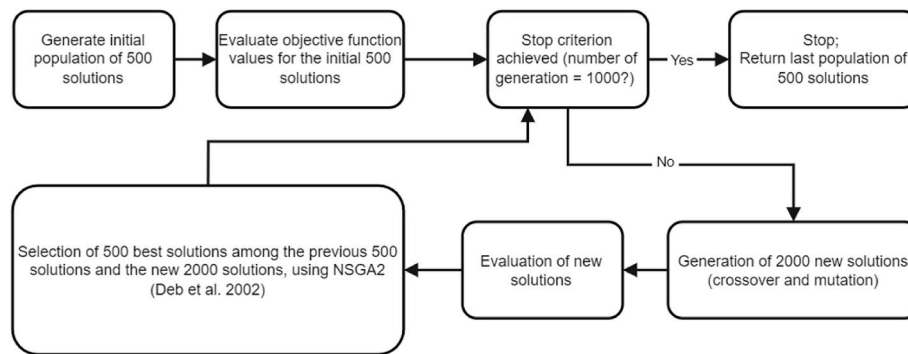 Generate initial
population of 500
solutions
Evaluate objective function
values for the initial 500
solutions
Stop criterion
achieved (number of
generation = 1000?)
Yes
Stop;
Return last population of
500 solutions
No
Generation of 2000 new solutions
(crossover and mutation)
Evaluation of new
solutions
Selection of 500 best solutions among the previous 500
solutions and the new 2000 solutions, using NSGA2
(Deb et al. 2002)